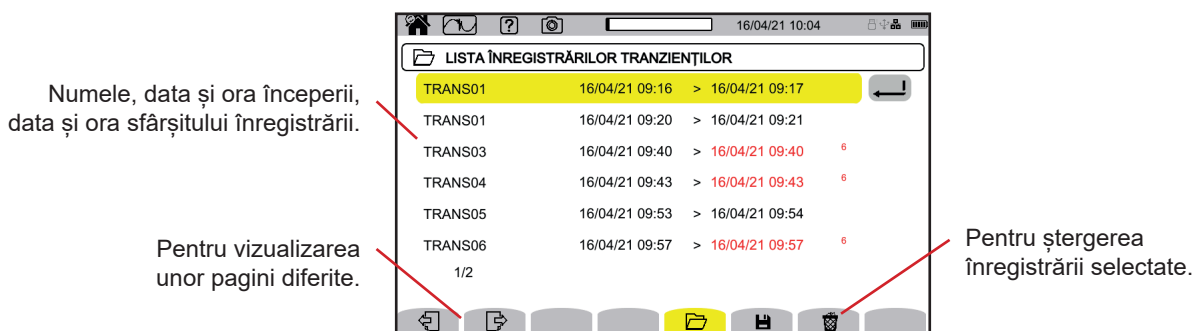 16/04/21 10:04
LISTA ÎNREGISTRĂRILOR TRANZIENȚILOR
Numele, data și ora începerii,
data și ora sfârșitului înregistrării.
TRANS01 16/04/21 09:16 > 16/04/21 09:17
TRANS01 16/04/21 09:20 > 16/04/21 09:21
TRANS03 16/04/21 09:40 > 16/04/21 09:40 6
TRANS04 16/04/21 09:43 > 16/04/21 09:43 6
TRANS05 16/04/21 09:53 > 16/04/21 09:54
TRANS06 16/04/21 09:57 > 16/04/21 09:57 6
1/2
Pentru vizualizarea
unor pagini diferite.
Pentru ștergerea
înregistrării selectate.